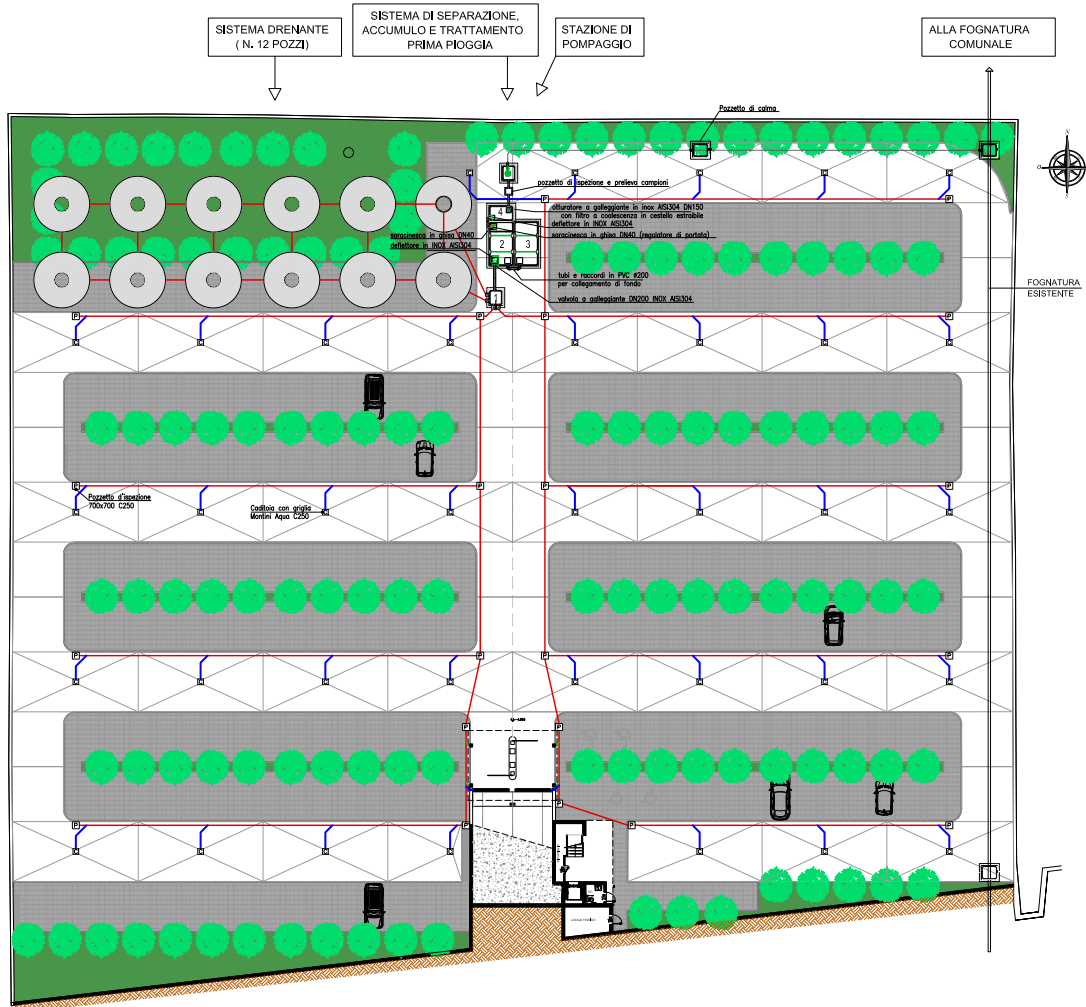 SISTEMA DRENANTE
( N. 12 POZZI)
SISTEMA DI SEPARAZIONE,
ACCUMULO E TRATTAMENTO
PRIMA PIOGGIA
STAZIONE DI
POMPAGGIO
ALLA FOGNATURA
COMUNALE
Pozzetto di calma
N
pozzetto di ispezione e prelievo campioni
otturatore a galleggiante in inox AISI304 DN150
con filtro a coalescenza in cestello estraibile
deflettore in INOX AISI304
saracinesca in ghisa DN40
saracinesca in ghisa DN40 (regolatore di portata)
deflettore in INOX AISI304
4
2
3
1
tubi e raccordi in PVC ø200
per collegamento di fondo
valvola a galleggiante DN200 INOX AISI304
FOGNATURA
ESISTENTE
Pozzetto d'ispezione
700x700 C250
Caditoia con griglia
Montini Aqua C250